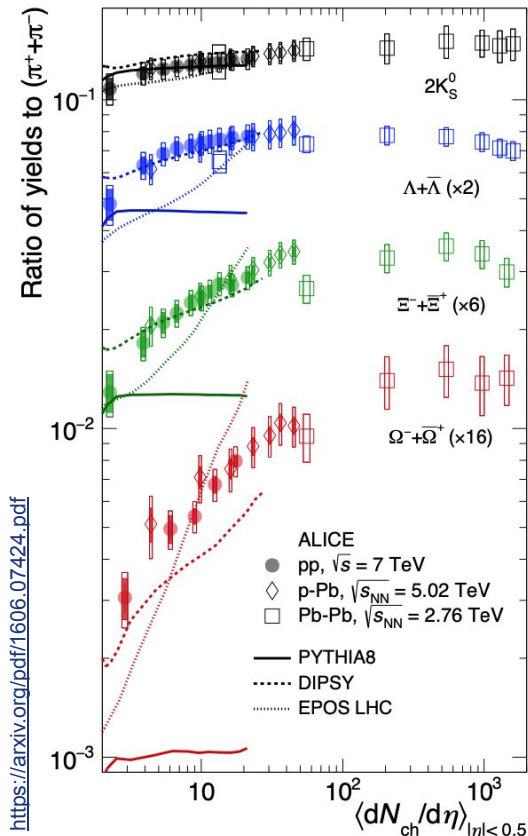 https://arxiv.org/pdf/1606.07424.pdf
Ratio of yields to (π⁺+π⁻)
10⁻¹
10⁻²
10⁻³
2K⁰_S
Λ+Λ̅ (×2)
Ξ⁻+Ξ̅⁺ (×6)
Ω⁻+Ω̅⁺ (×16)
ALICE
pp, √s = 7 TeV
p-Pb, √s_NN = 5.02 TeV
Pb-Pb, √s_NN = 2.76 TeV
PYTHIA8
DIPSY
EPOS LHC
10 10² 10³
⟨dN_ch/dη⟩_|η|< 0.5